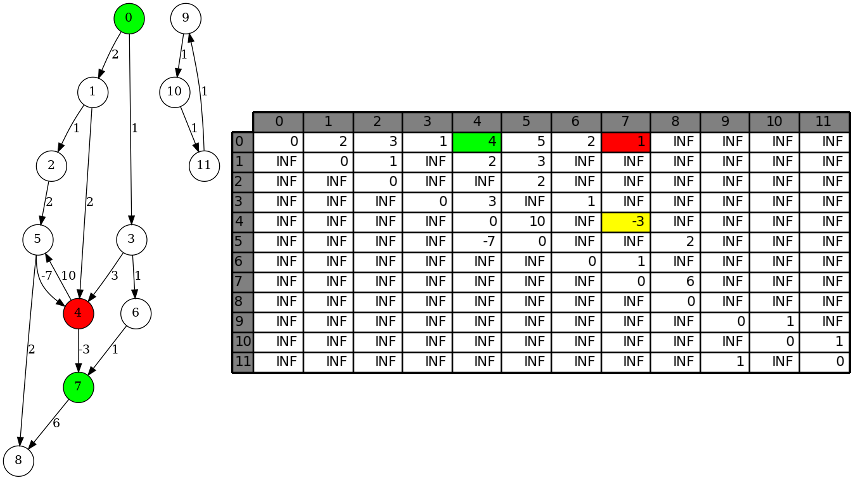 0
9
2
1
1
1
10
1
1
1
2
11
2
2
5
3
-7
10
3
1
4
6
2
-3
1
7
6
8
0 1 2 3 4 5 6 7 8 9 10 11
0 0 2 3 1 4 5 2 1 INF INF INF INF
1 INF 0 1 INF 2 3 INF INF INF INF INF INF
2 INF INF 0 INF INF 2 INF INF INF INF INF INF
3 INF INF INF 0 3 INF 1 INF INF INF INF INF
4 INF INF INF INF 0 10 INF -3 INF INF INF INF
5 INF INF INF INF -7 0 INF INF 2 INF INF INF
6 INF INF INF INF INF INF 0 1 INF INF INF INF
7 INF INF INF INF INF INF INF 0 6 INF INF INF
8 INF INF INF INF INF INF INF INF 0 INF INF INF
9 INF INF INF INF INF INF INF INF INF 0 1 INF
10 INF INF INF INF INF INF INF INF INF INF 0 1
11 INF INF INF INF INF INF INF INF INF 1 INF 0